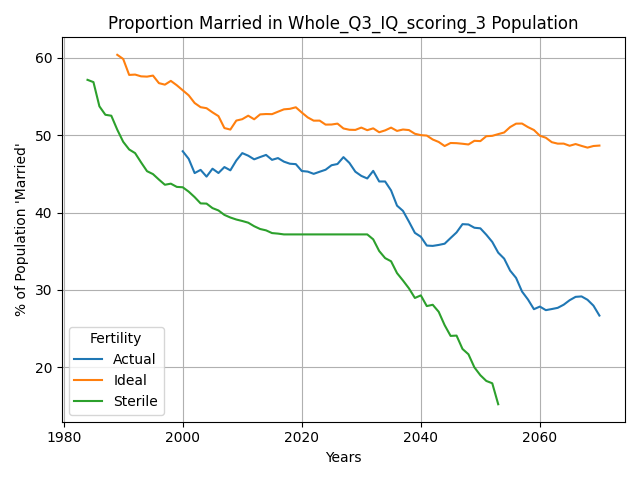 Proportion Married in Whole_Q3_IQ_scoring_3 Population
% of Population 'Married'
60
50
40
30
20
Fertility
Actual
Ideal
Sterile
1980 2000 2020 2040 2060
Years